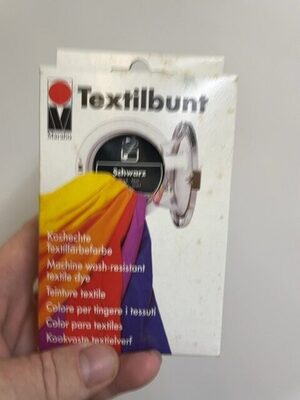 Marabu
Textilbunt
Schwarz
Kochechte
Textilfärbefarbe
Machine wash-resistant
textile dye
Teinture textile
Colore per tingere i tessuti
Color para textiles
Kookvaste textielverf